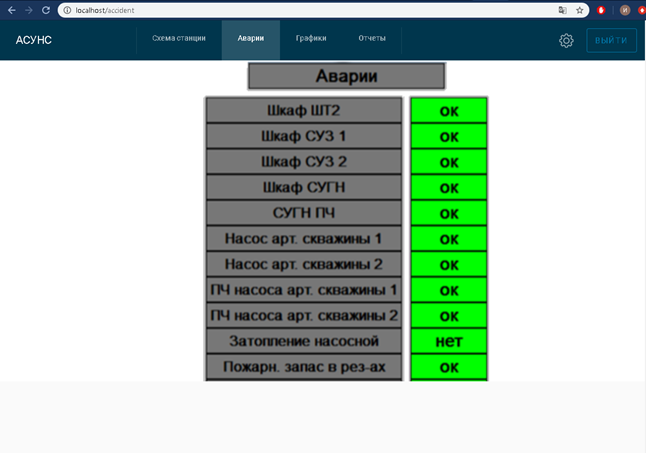 localhost/accident
И
АСУНС
Схема станции
Аварии
Графики
Отчеты
ВЫЙТИ
Аварии
Шкаф ШТ2 ок
Шкаф СУЗ 1 ок
Шкаф СУЗ 2 ок
Шкаф СУГН ок
СУГН ПЧ ок
Насос арт. скважины 1 ок
Насос арт. скважины 2 ок
ПЧ насоса арт. скважины 1 ок
ПЧ насоса арт. скважины 2 ок
Затопление насосной нет
Пожарн. запас в рез-ах ок